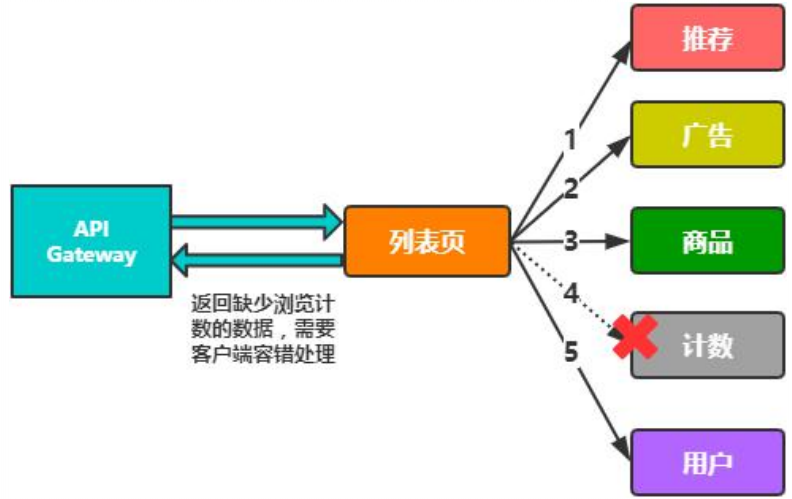 API
Gateway
返回缺少浏览计
数的数据，需要
客户端容错处理
列表页
1
2
3
4
5
推荐
广告
商品
计数
用户